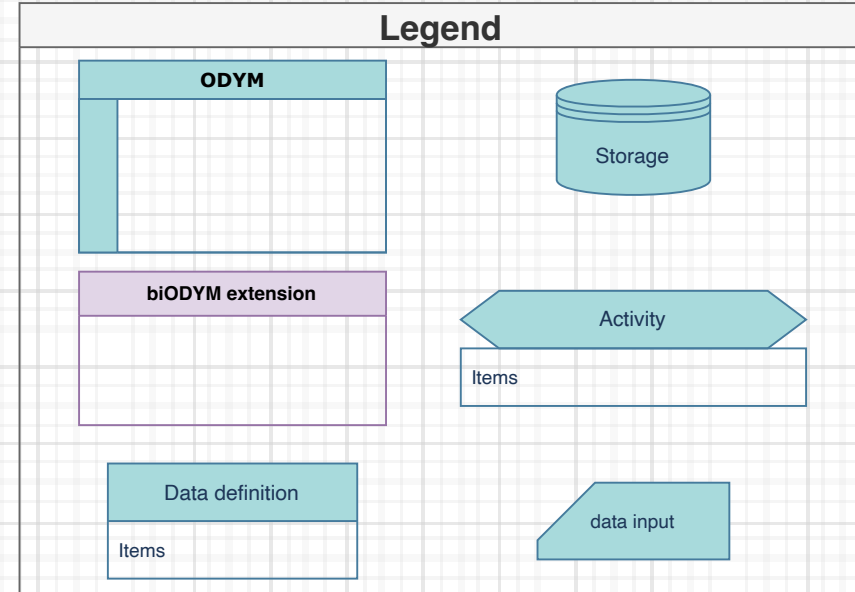 Legend
ODYM
Storage
biODYM extension
Activity
Items
Data definition
Items
data input